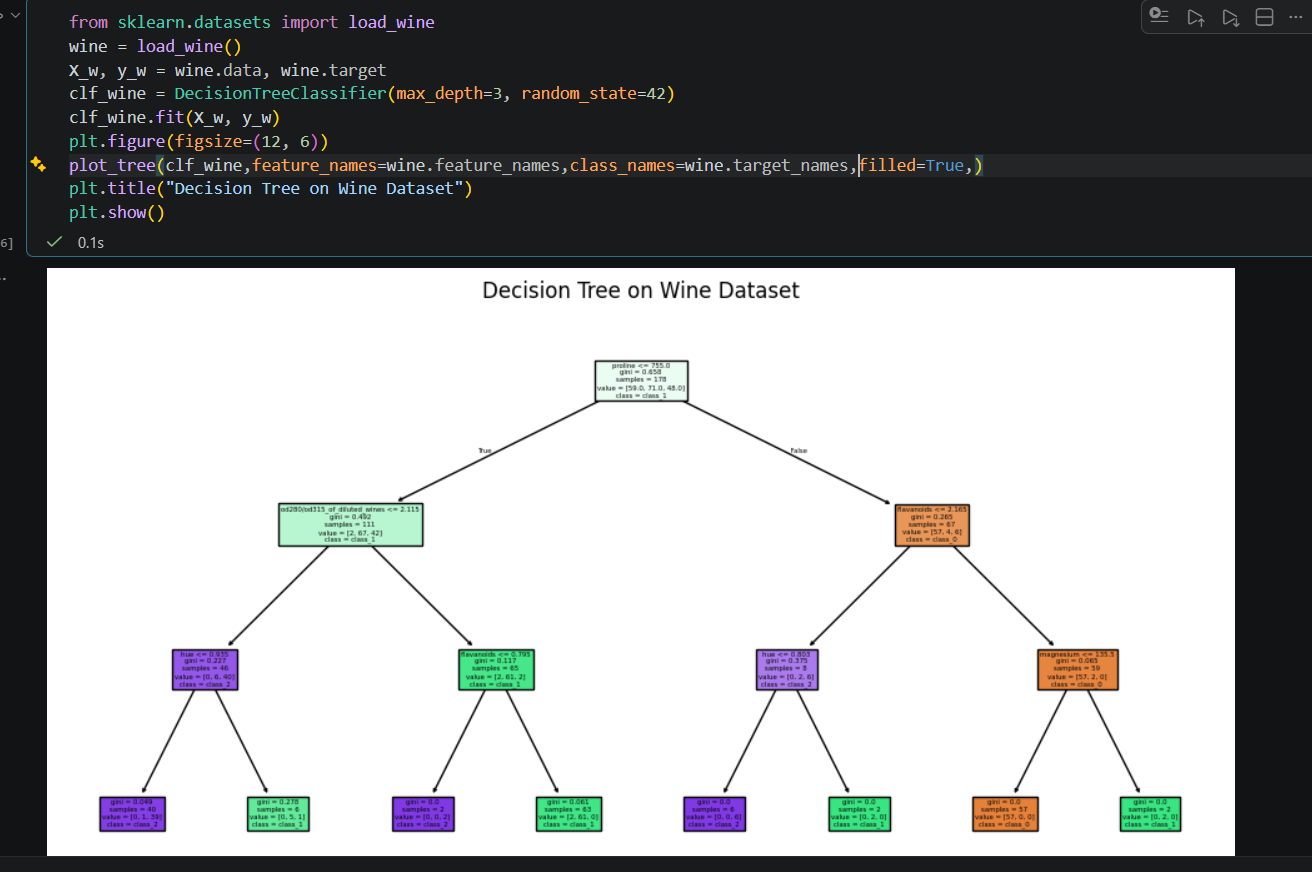 from sklearn.datasets import load_wine
wine = load_wine()
X_w, y_w = wine.data, wine.target
clf_wine = DecisionTreeClassifier(max_depth=3, random_state=42)
clf_wine.fit(X_w, y_w)
plt.figure(figsize=(12, 6))
plot_tree(clf_wine,feature_names=wine.feature_names,class_names=wine.target_names,filled=True,)
plt.title("Decision Tree on Wine Dataset")
plt.show()
6]
0.1s
Decision Tree on Wine Dataset
proline <= 755.0
gini = 0.658
samples = 178
value = [59.0, 71.0, 48.0]
class = class_1
True
False
od280/od315_of_diluted_wines <= 2.115
gini = 0.492
samples = 111
value = [2, 67, 42]
class = class_1
flavanoids <= 2.165
gini = 0.265
samples = 67
value = [57, 4, 6]
class = class_0
hue <= 0.935
gini = 0.227
samples = 46
value = [0, 6, 40]
class = class_2
flavanoids <= 0.795
gini = 0.117
samples = 65
value = [2, 61, 2]
class = class_1
hue <= 0.803
gini = 0.375
samples = 8
value = [0, 2, 6]
class = class_2
magnesium <= 135.5
gini = 0.065
samples = 59
value = [57, 2, 0]
class = class_0
gini = 0.049
samples = 40
value = [0, 1, 39]
class = class_2
gini = 0.278
samples = 6
value = [0, 5, 1]
class = class_1
gini = 0.0
samples = 2
value = [0, 0, 2]
class = class_2
gini = 0.061
samples = 63
value = [2, 61, 0]
class = class_1
gini = 0.0
samples = 6
value = [0, 0, 6]
class = class_2
gini = 0.0
samples = 2
value = [0, 2, 0]
class = class_1
gini = 0.0
samples = 57
value = [57, 0, 0]
class = class_0
gini = 0.0
samples = 2
value = [0, 2, 0]
class = class_1